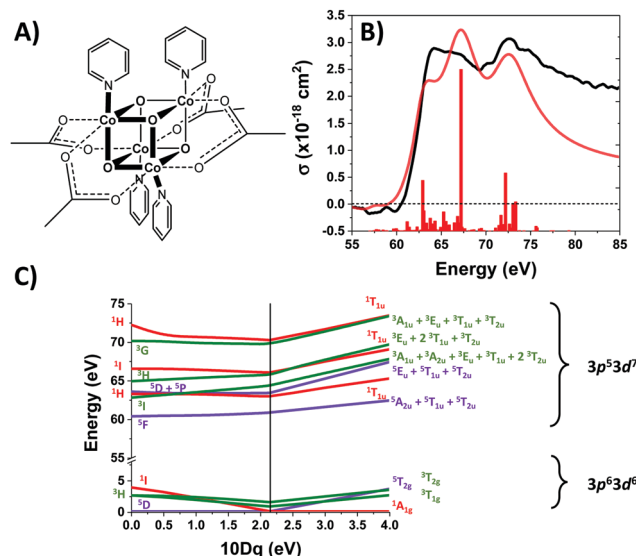 A)
N
N
Co
O
Co
O
O
O
O
O
Co
O
O
Co
O
O
O
N
N
B)
σ (x10-18 cm2)
3.5
3.0
2.5
2.0
1.5
1.0
0.5
0.0
-0.5
55 60 65 70 75 80 85
Energy (eV)
C)
Energy (eV)
75
70
65
60
55
5
0
0.0 0.5 1.0 1.5 2.0 2.5 3.0 3.5 4.0
10Dq (eV)
1H
3G
1I
3H
5D + 5P
1H
3I
5F
1I
3H
5D
1T1u
3A1u + 3Eu + 3T1u + 3T2u
1T1u
3Eu + 2 3T1u + 3T2u
3A1u + 3A2u + 3Eu + 3T1u + 2 3T2u
5Eu + 5T1u + 5T2u
1T1u
5A2u + 5T1u + 5T2u
5T2g 3T2g
3T1g
1A1g
3p53d7
3p63d6